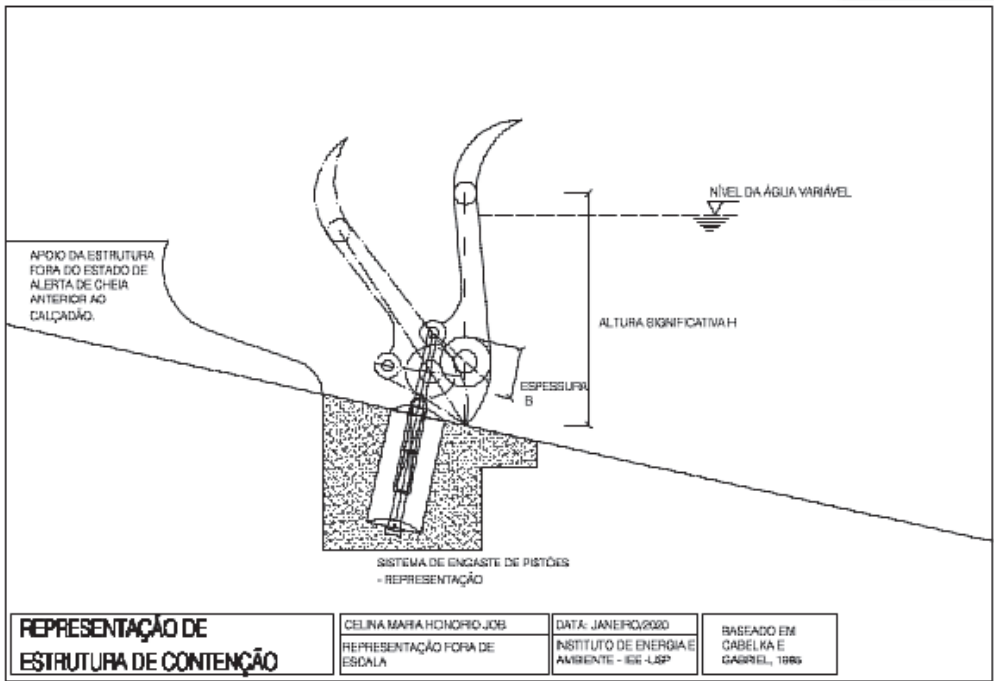 NÍVEL DA ÁGUA VARIÁVEL
APOIO DA ESTRUTURA
FORA DO ESTADO DE
ALERTA DE CHEIA
ANTERIOR AO
CALÇADÃO.
ALTURA SIGNIFICATIVA H
ESPESSURA
B
SISTEMA DE ENGASTE DE PISTÕES
- REPRESENTAÇÃO
REPRESENTAÇÃO DE
ESTRUTURA DE CONTENÇÃO
CELINA MARIA HONORIO JOB
REPRESENTAÇÃO FORA DE
ESCALA
DATA: JANEIRO/2020
INSTITUTO DE ENERGIA E
AMBIENTE - IEE -USP
BASEADO EM
CABELKA E
GABRIEL,